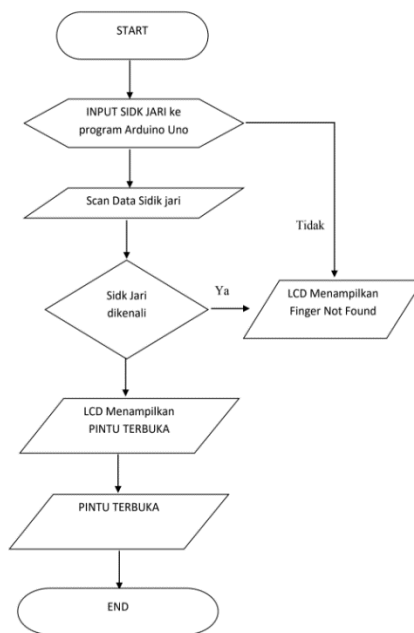 START
INPUT SIDK JARI ke
program Arduino Uno
Scan Data Sidik jari
Tidak
Sidk Jari
dikenali
Ya
LCD Menampilkan
Finger Not Found
LCD Menampilkan
PINTU TERBUKA
PINTU TERBUKA
END